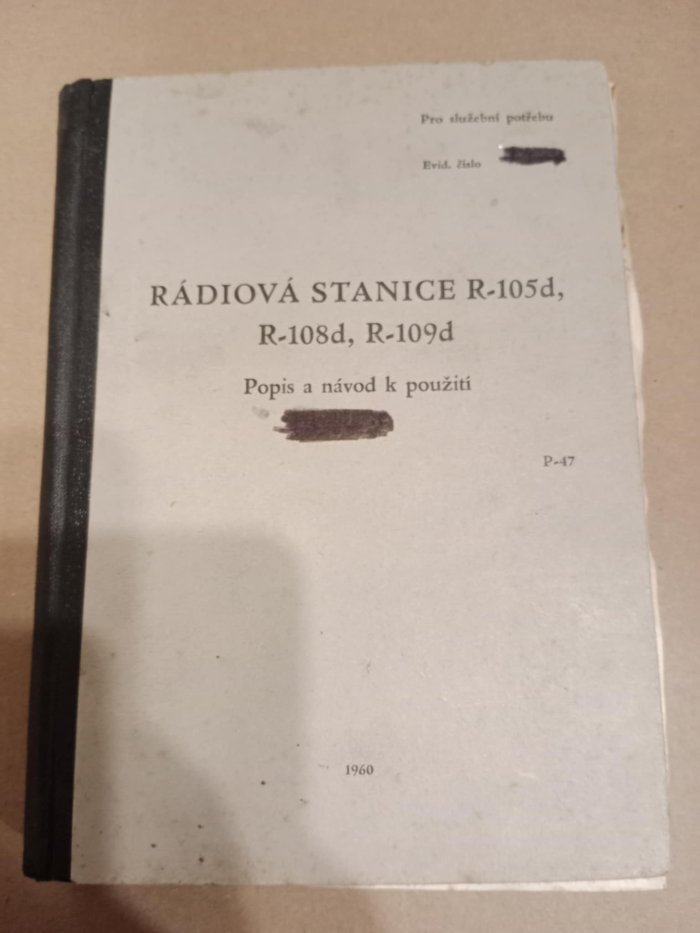 Pro služební potřebu
Evid. číslo
RÁDIOVÁ STANICE R-105d,
R-108d, R-109d
Popis a návod k použití
P-47
1960